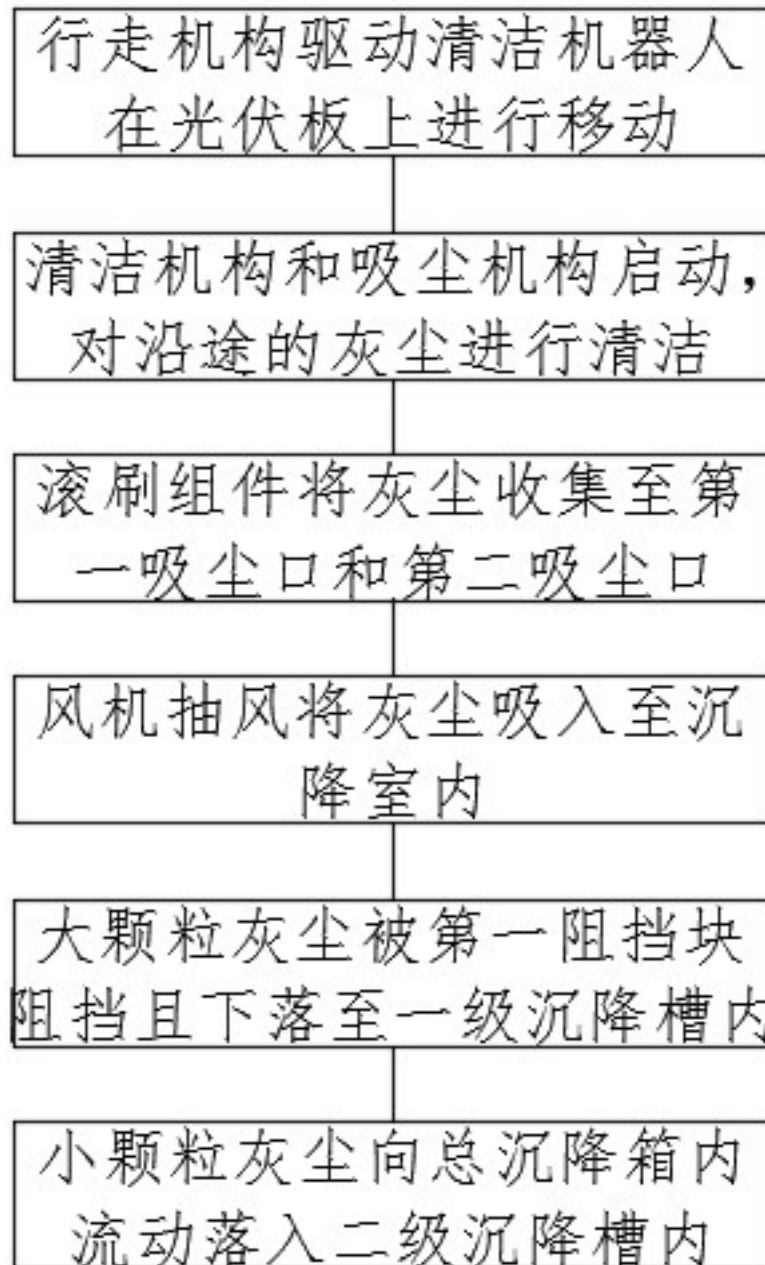 行走机构驱动清洁机器人
在光伏板上进行移动
清洁机构和吸尘机构启动，
对沿途的灰尘进行清洁
滚刷组件将灰尘收集至第
一吸尘口和第二吸尘口
风机抽风将灰尘吸入至沉
降室内
大颗粒灰尘被第一阻挡块
阻挡且下落至一级沉降槽内
小颗粒灰尘向总沉降箱内
流动落入二级沉降槽内